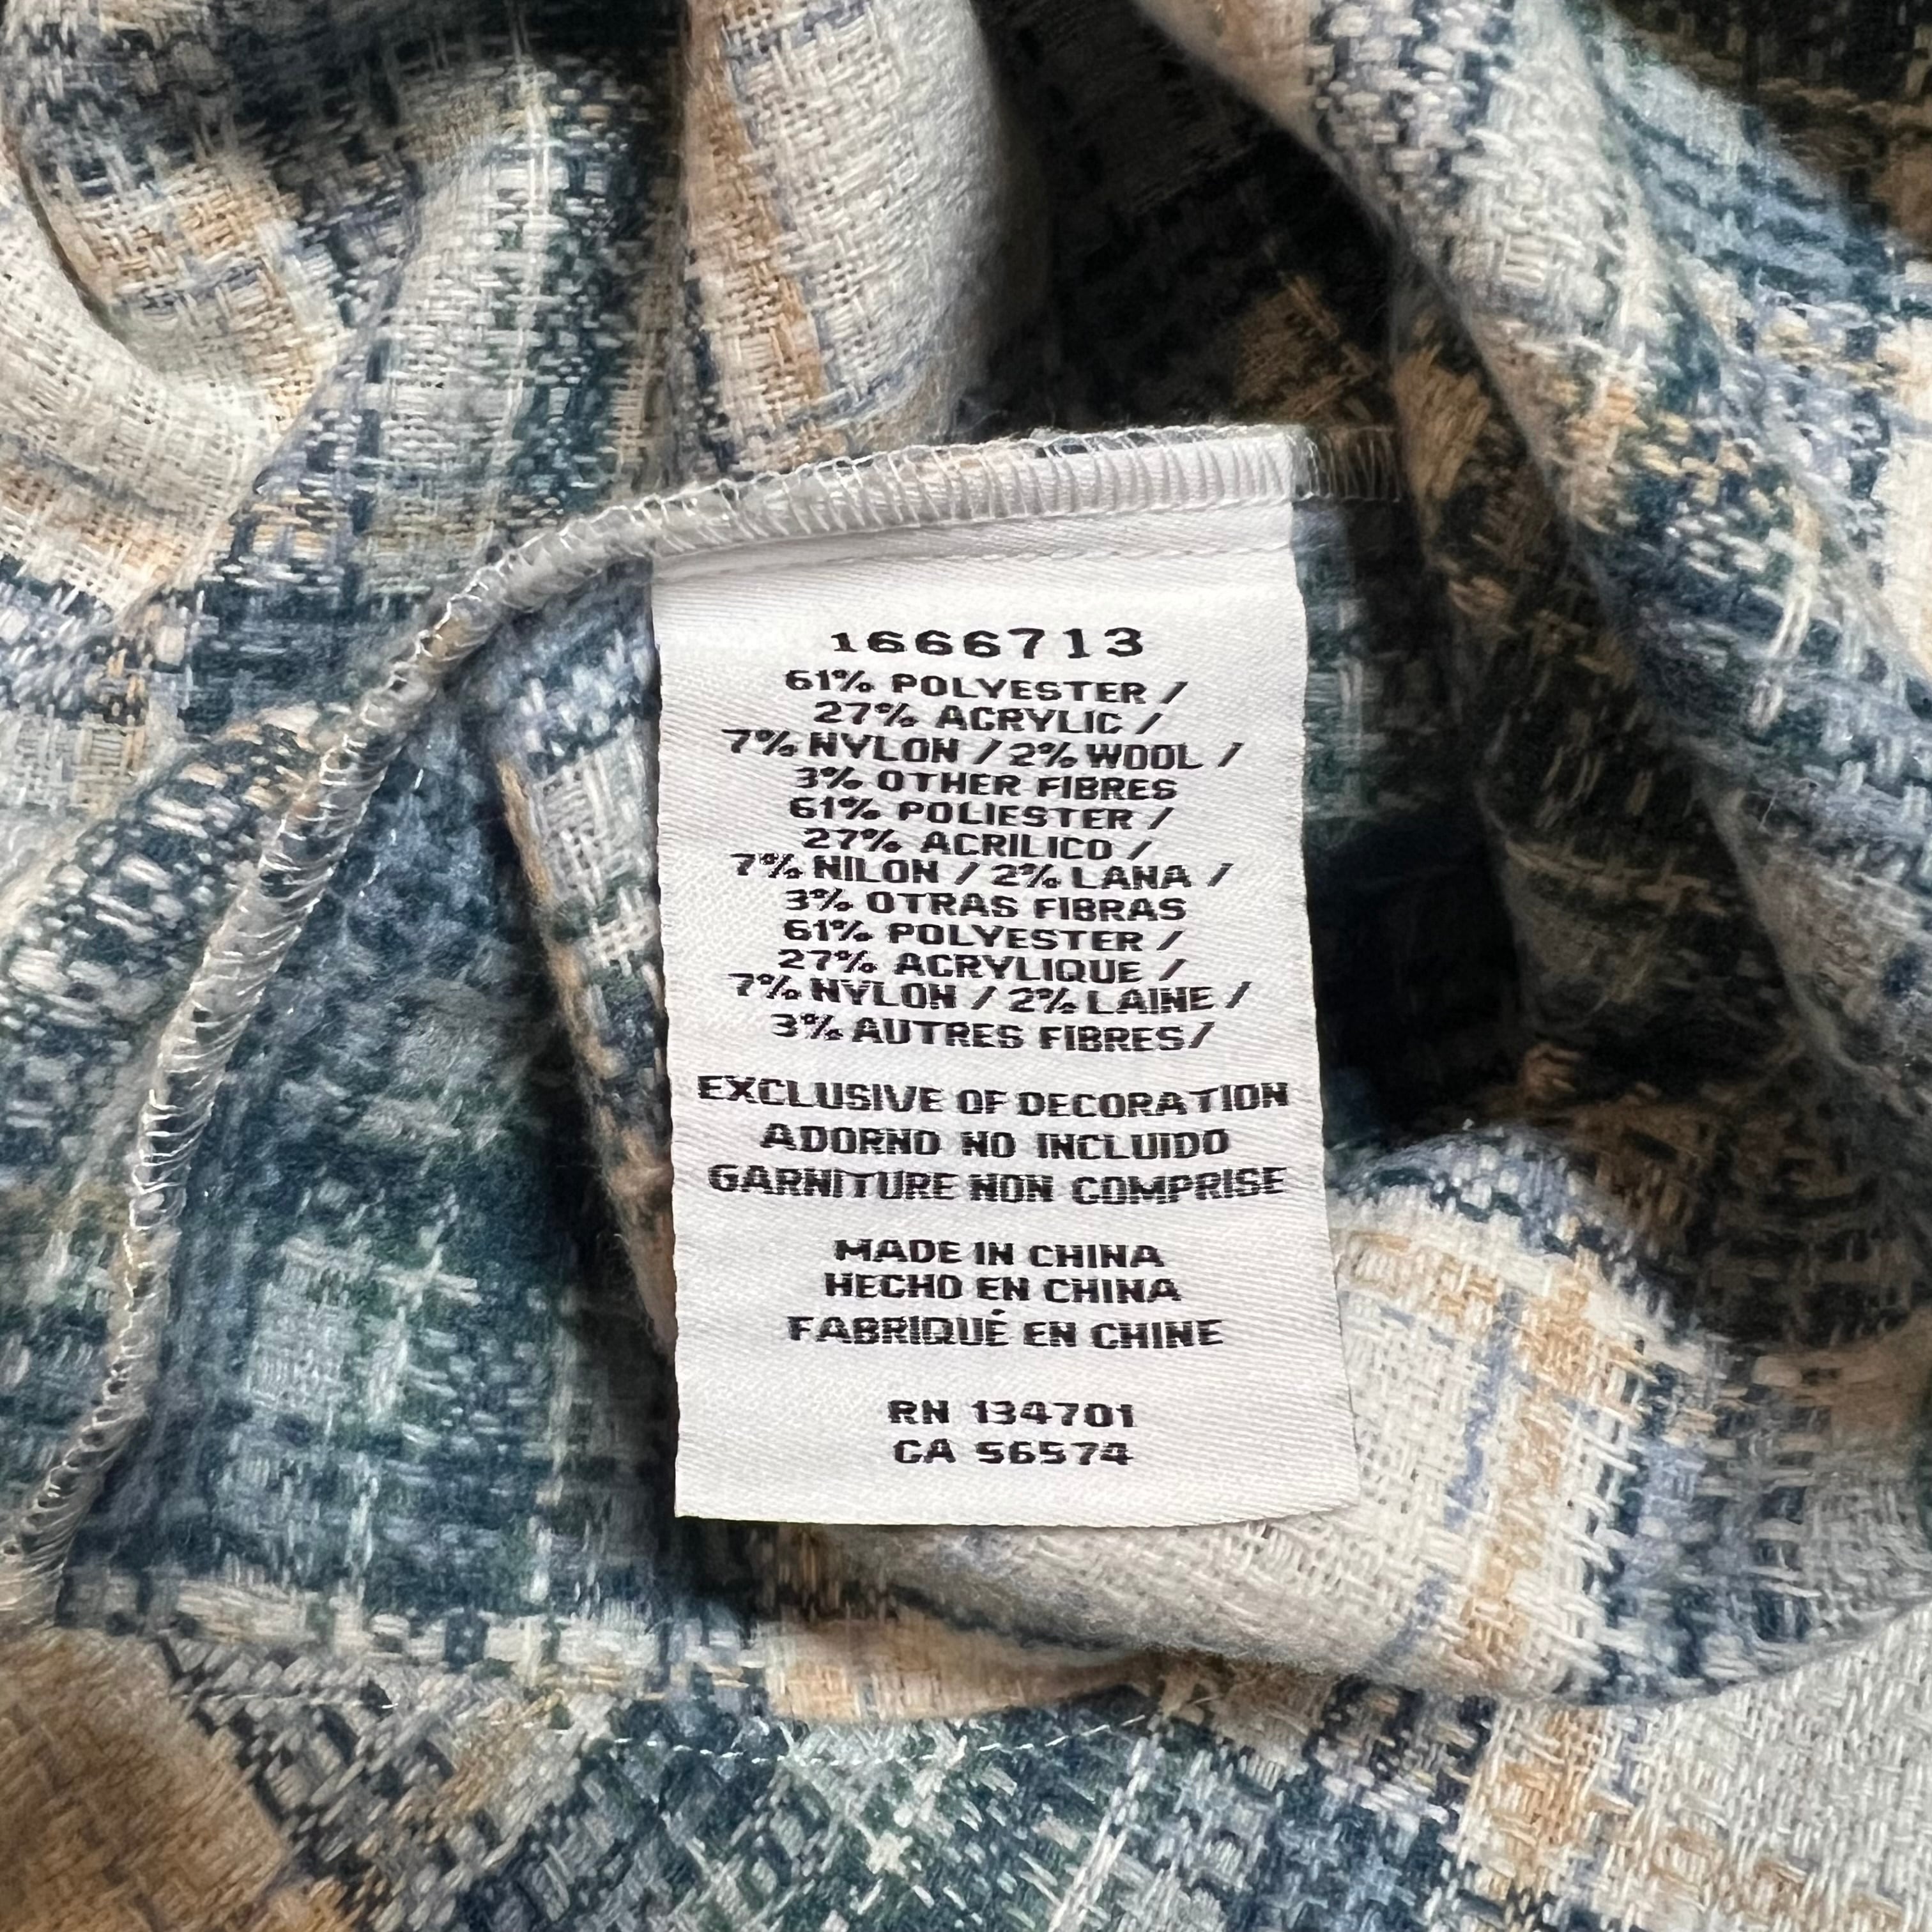 1666713
61% POLYESTER /
27% ACRYLIC /
7% NYLON / 2% WOOL /
3% OTHER FIBRES
61% POLIESTER /
27% ACRILICO /
7% NILON / 2% LANA /
3% OTRAS FIBRAS
61% POLYESTER /
27% ACRYLIQUE /
7% NYLON / 2% LAINE /
3% AUTRES FIBRES/
EXCLUSIVE OF DECORATION
ADORNO NO INCLUIDO
GARNITURE NON COMPRISE
MADE IN CHINA
HECHO EN CHINA
FABRIQUÉ EN CHINE
RN 134701
CA 56574